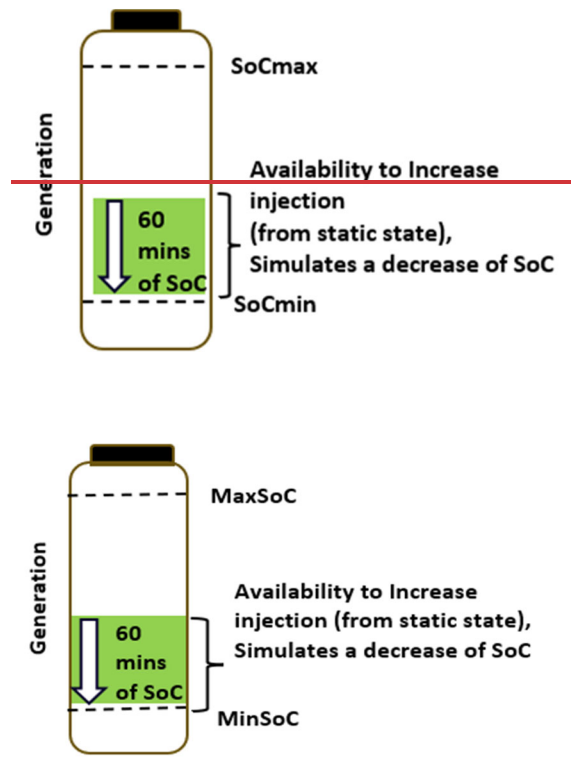 SoCmax
Generation
Availability to Increase
injection
(from static state),
Simulates a decrease of SoC
60
mins
of SoC
SoCmin
MaxSoC
Generation
Availability to Increase
injection (from static state),
Simulates a decrease of SoC
60
mins
of SoC
MinSoC